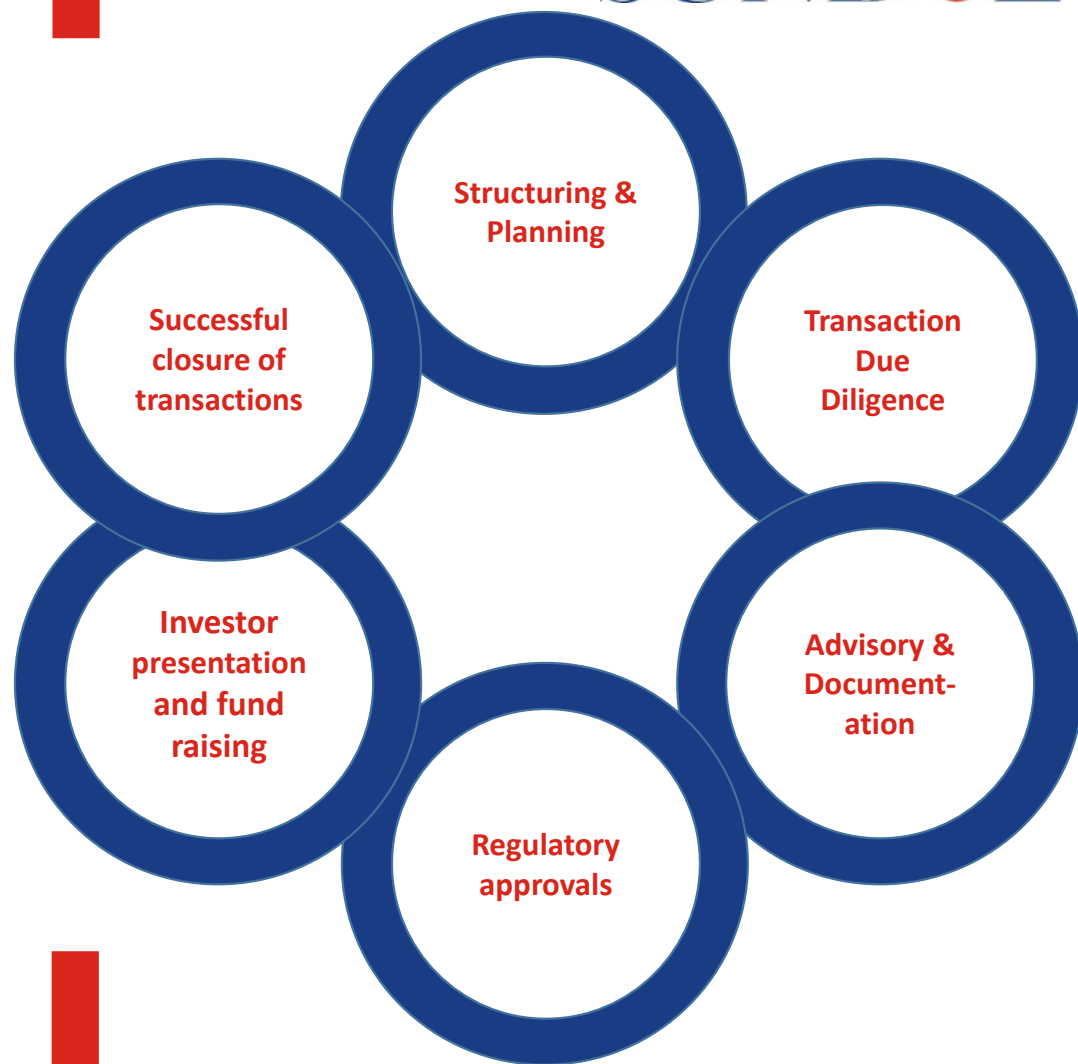 Structuring &
Planning
Transaction
Due
Diligence
Advisory &
Document-
ation
Regulatory
approvals
Investor
presentation
and fund
raising
Successful
closure of
transactions